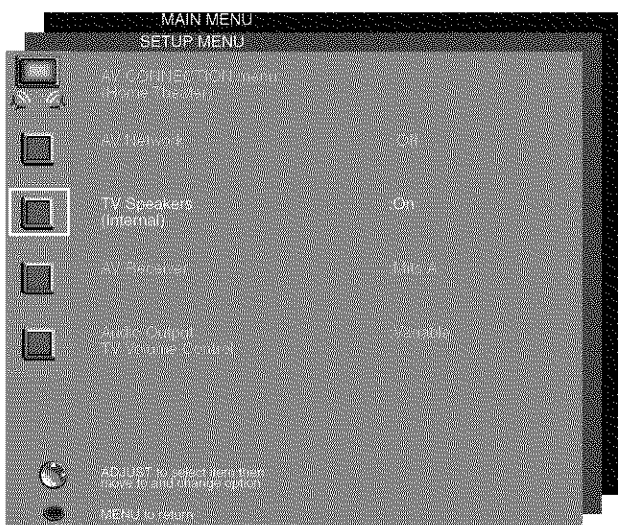 MAIN MENU
SETUP MENU
AV CONNECTION menu
(Home Theater)
AV Network Off
TV Speakers On
(Internal)
AV Receiver Mits A
Audio Output Variable
TV Volume Control
ADJUST to select item then
move to and change option
MENU to return